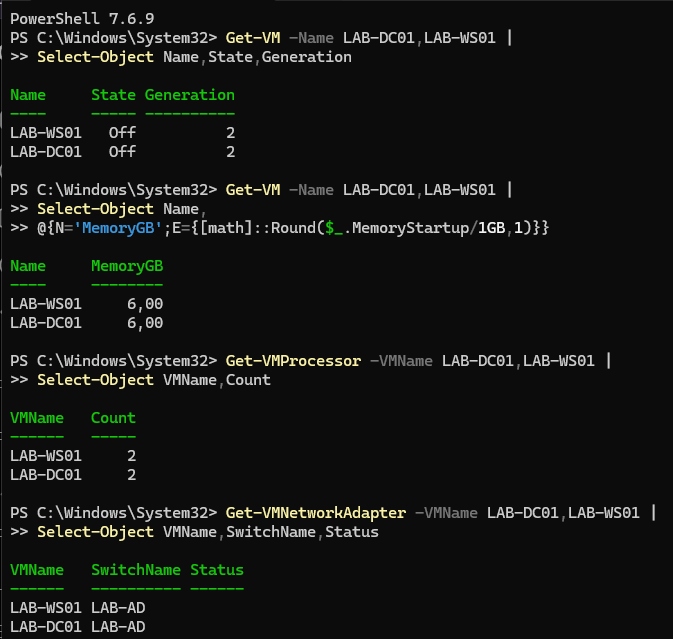 PowerShell 7.6.9
PS C:\Windows\System32> Get-VM -Name LAB-DC01,LAB-WS01 |
>> Select-Object Name,State,Generation
Name     State Generation
----     ----- ----------
LAB-WS01   Off          2
LAB-DC01   Off          2
PS C:\Windows\System32> Get-VM -Name LAB-DC01,LAB-WS01 |
>> Select-Object Name,
>> @{N='MemoryGB';E={[math]::Round($_.MemoryStartup/1GB,1)}}
Name     MemoryGB
----     --------
LAB-WS01     6,00
LAB-DC01     6,00
PS C:\Windows\System32> Get-VMProcessor -VMName LAB-DC01,LAB-WS01 |
>> Select-Object VMName,Count
VMName   Count
------   -----
LAB-WS01     2
LAB-DC01     2
PS C:\Windows\System32> Get-VMNetworkAdapter -VMName LAB-DC01,LAB-WS01 |
>> Select-Object VMName,SwitchName,Status
VMName   SwitchName Status
------   ---------- ------
LAB-WS01 LAB-AD
LAB-DC01 LAB-AD